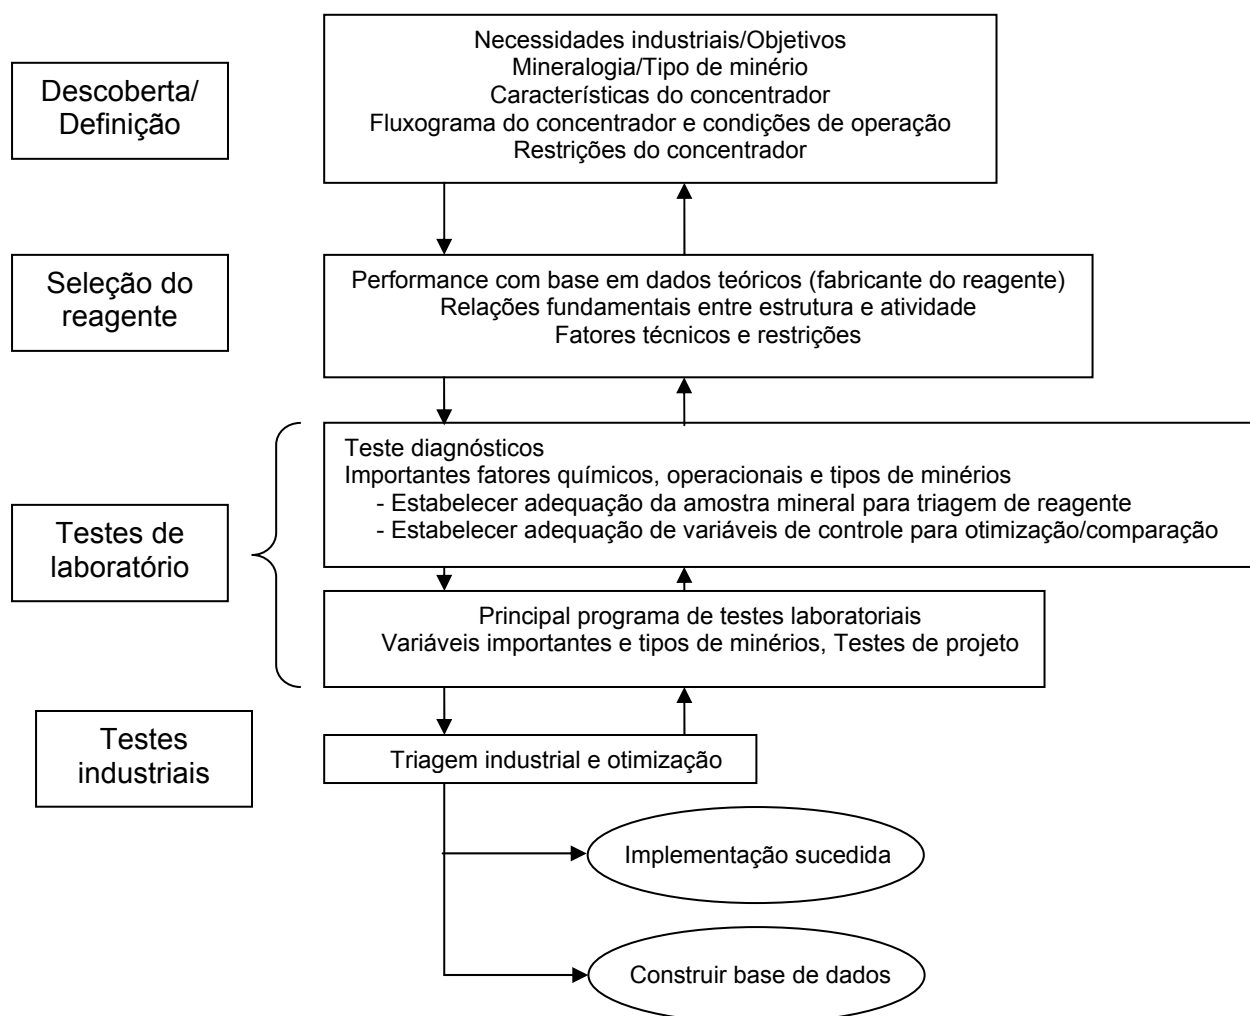 Descoberta/
Definição
Necessidades industriais/Objetivos
Mineralogia/Tipo de minério
Características do concentrador
Fluxograma do concentrador e condições de operação
Restrições do concentrador
Seleção do
reagente
Performance com base em dados teóricos (fabricante do reagente)
Relações fundamentais entre estrutura e atividade
Fatores técnicos e restrições
Testes de
laboratório
Teste diagnósticos
Importantes fatores químicos, operacionais e tipos de minérios
- Estabelecer adequação da amostra mineral para triagem de reagente
- Estabelecer adequação de variáveis de controle para otimização/comparação
Principal programa de testes laboratoriais
Variáveis importantes e tipos de minérios, Testes de projeto
Testes
industriais
Triagem industrial e otimização
Implementação sucedida
Construir base de dados